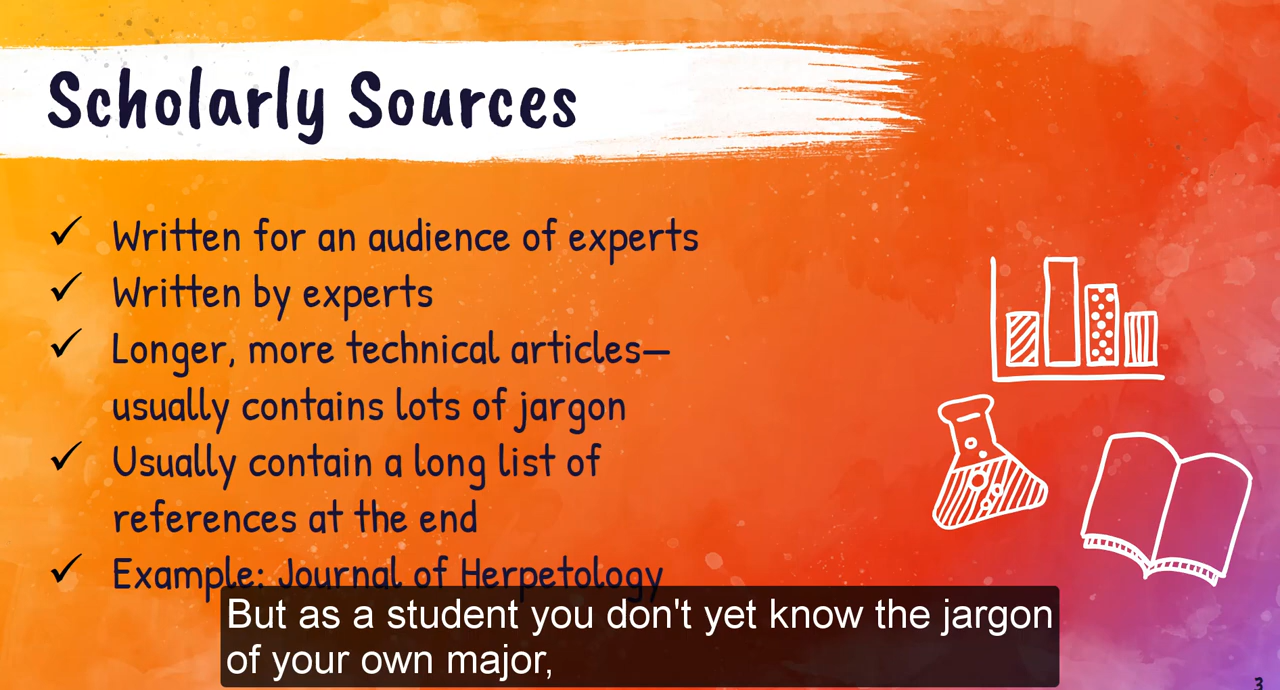 Scholarly Sources
✓ Written for an audience of experts
✓ Written by experts
✓ Longer, more technical articles—
usually contains lots of jargon
✓ Usually contain a long list of
references at the end
✓ Example: Journal of Herpetology
But as a student you don't yet know the jargon
of your own major,
3